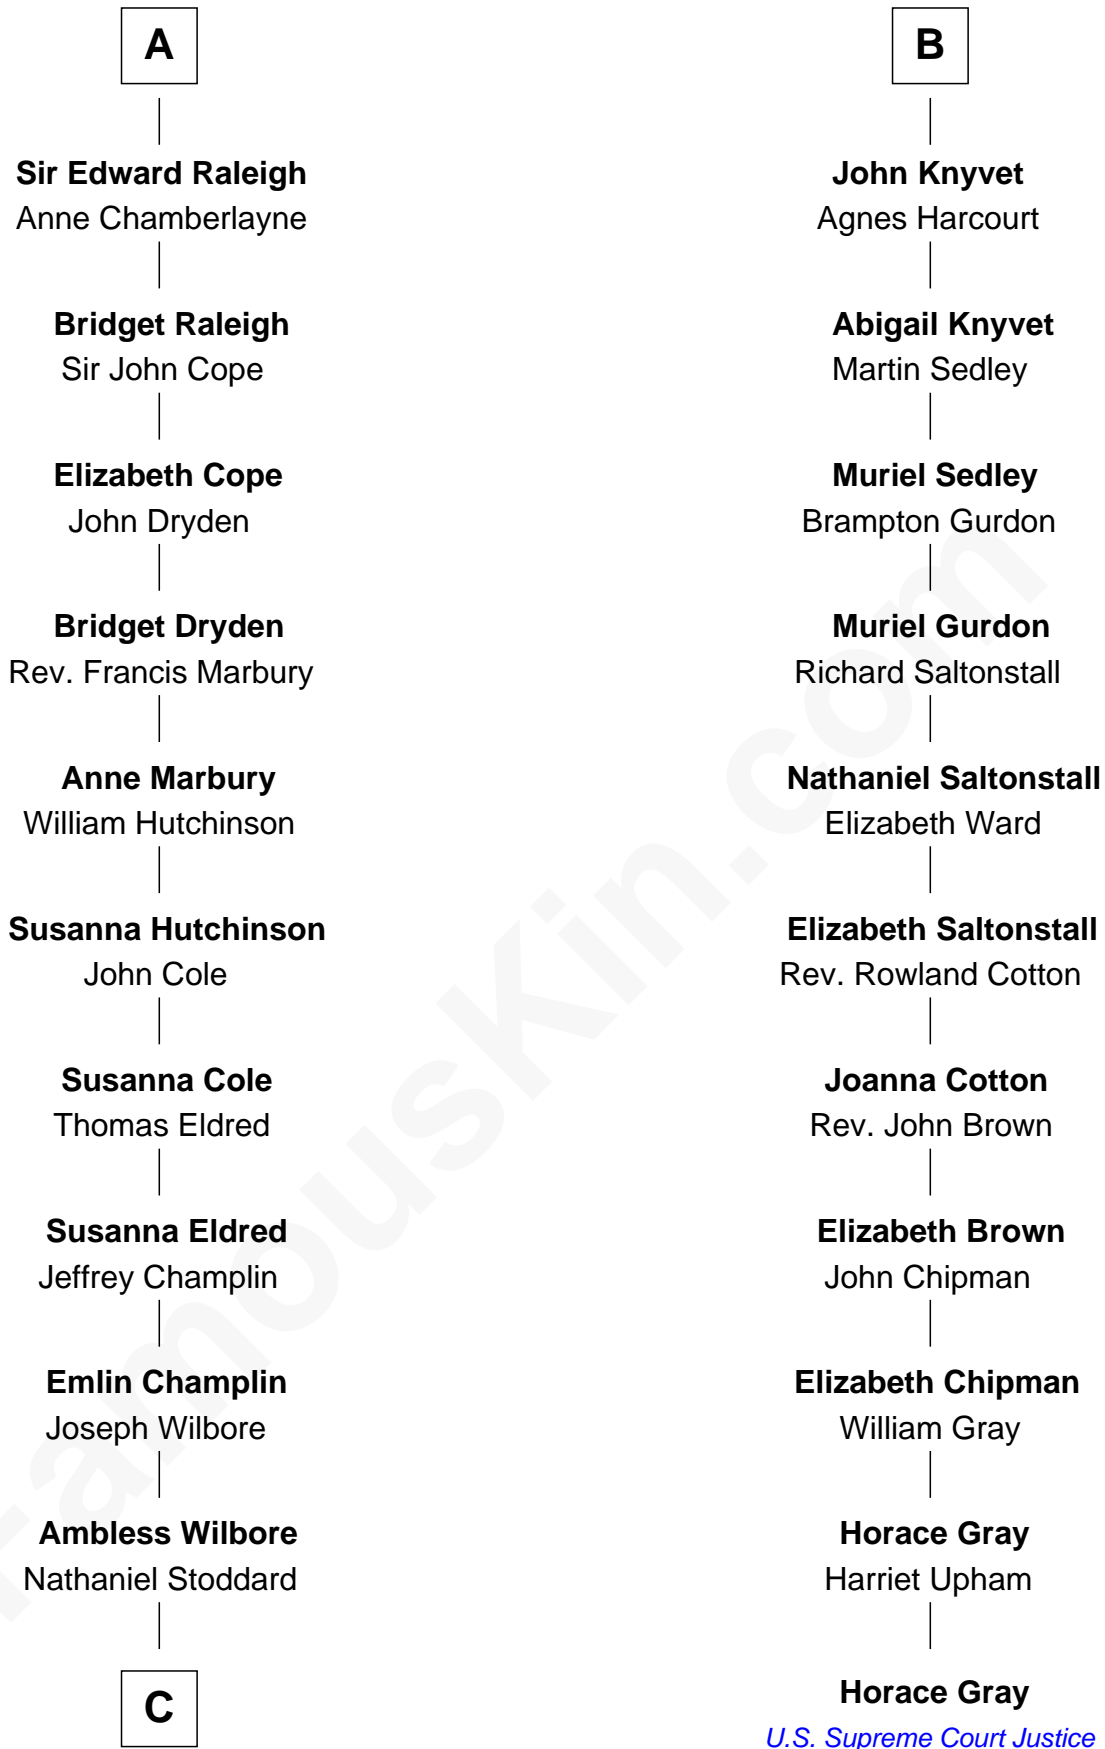 A
Sir Edward Raleigh
Anne Chamberlayne
Bridget Raleigh
Sir John Cope
Elizabeth Cope
John Dryden
Bridget Dryden
Rev. Francis Marbury
Anne Marbury
William Hutchinson
Susanna Hutchinson
John Cole
Susanna Cole
Thomas Eldred
Susanna Eldred
Jeffrey Champlin
Emlin Champlin
Joseph Wilbore
Ambless Wilbore
Nathaniel Stoddard
C
B
John Knyvet
Agnes Harcourt
Abigail Knyvet
Martin Sedley
Muriel Sedley
Brampton Gurdon
Muriel Gurdon
Richard Saltonstall
Nathaniel Saltonstall
Elizabeth Ward
Elizabeth Saltonstall
Rev. Rowland Cotton
Joanna Cotton
Rev. John Brown
Elizabeth Brown
John Chipman
Elizabeth Chipman
William Gray
Horace Gray
Harriet Upham
Horace Gray
U.S. Supreme Court Justice
FamousKin.com